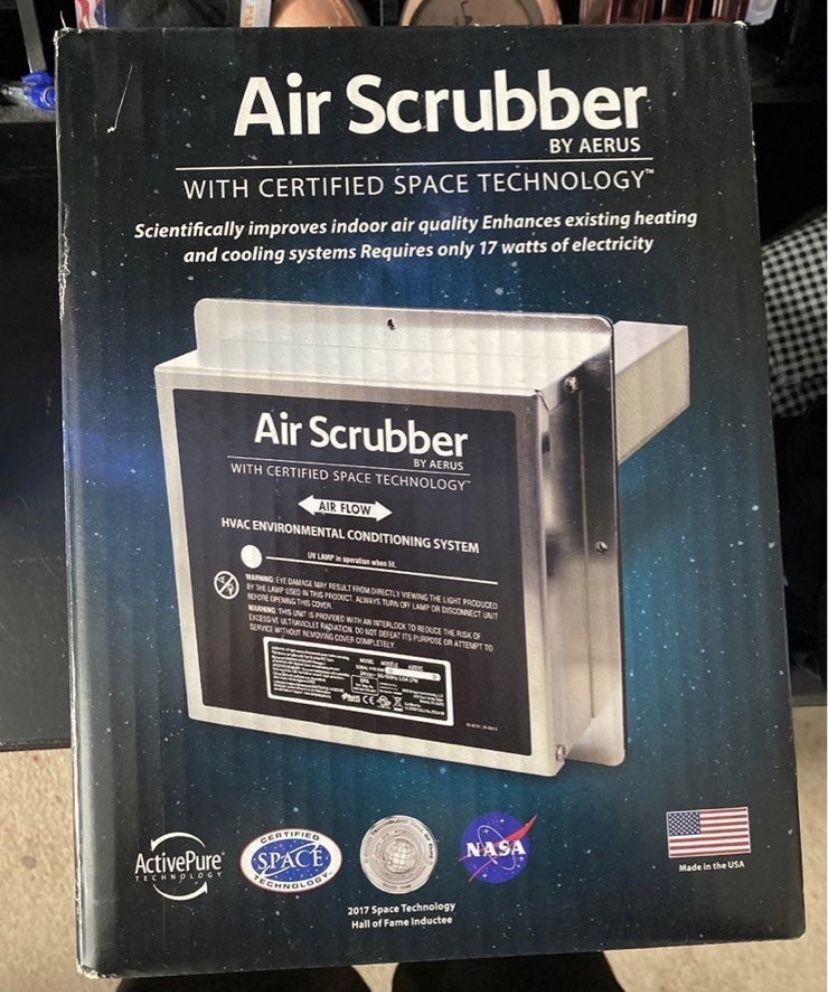 Air Scrubber
BY AERUS
WITH CERTIFIED SPACE TECHNOLOGY™
Scientifically improves indoor air quality Enhances existing heating
and cooling systems Requires only 17 watts of electricity
Air Scrubber
BY AERUS
WITH CERTIFIED SPACE TECHNOLOGY™
AIR FLOW
HVAC ENVIRONMENTAL CONDITIONING SYSTEM
UV LAMP in operation when lit.
WARNING: EYE DAMAGE MAY RESULT FROM DIRECTLY VIEWING THE LIGHT PRODUCED
BY THE LAMP USED IN THIS PRODUCT. ALWAYS TURN OFF LAMP OR DISCONNECT UNIT
BEFORE OPENING THIS COVER.
WARNING: THIS UNIT IS PROVIDED WITH AN INTERLOCK TO REDUCE THE RISK OF
EXCESSIVE ULTRAVIOLET RADIATION. DO NOT DEFEAT ITS PURPOSE OR ATTEMPT TO
SERVICE WITHOUT REMOVING COVER COMPLETELY.
ActivePure®
TECHNOLOGY
CERTIFIED
SPACE
TECHNOLOGY
NASA
2017 Space Technology
Hall of Fame Inductee
Made in the USA